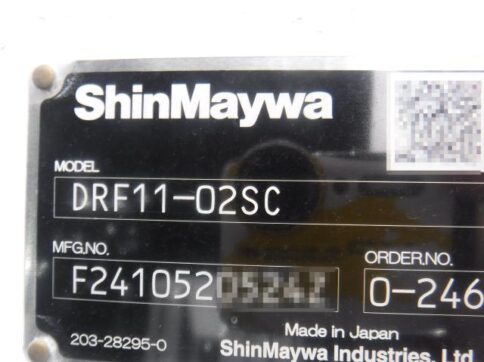 ShinMaywa
MODEL
DRF11-02SC
MFG.NO.
ORDER.NO.
F241052
0-246
Made in Japan
203-28295-0
ShinMaywa Industries, Ltd